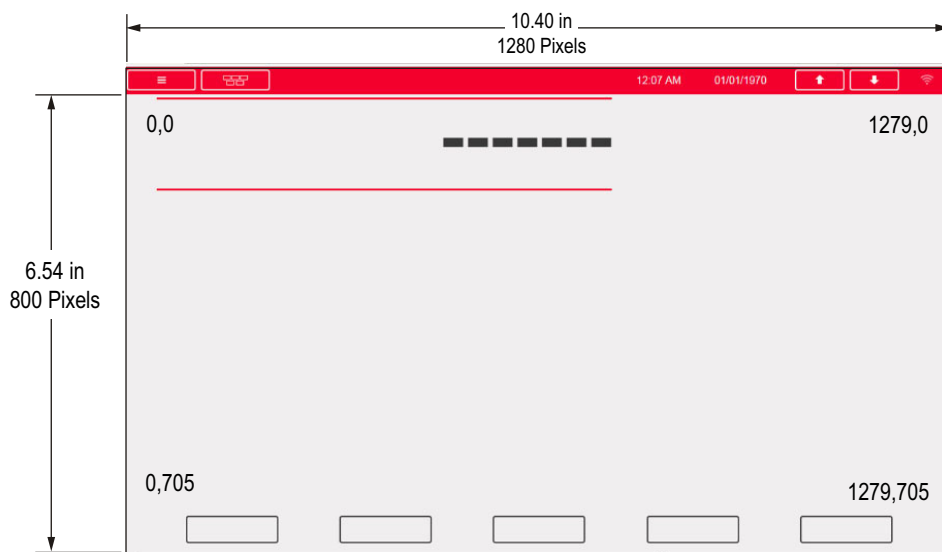 10.40 in
1280 Pixels
12:07 AM 01/01/1970
0,0 1279,0
6.54 in
800 Pixels
0,705 1279,705